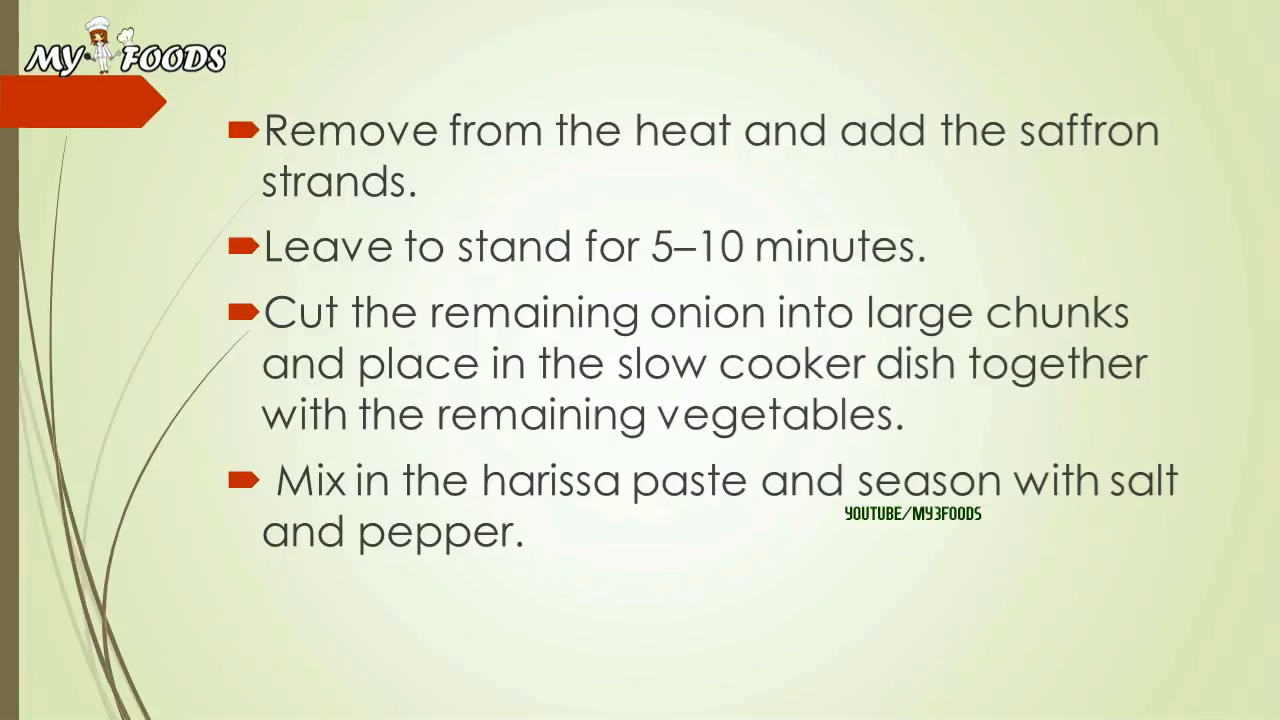 MY FOODS
Remove from the heat and add the saffron
strands.
Leave to stand for 5–10 minutes.
Cut the remaining onion into large chunks
and place in the slow cooker dish together
with the remaining vegetables.
Mix in the harissa paste and season with salt
YOUTUBE/MY3FOODS
and pepper.